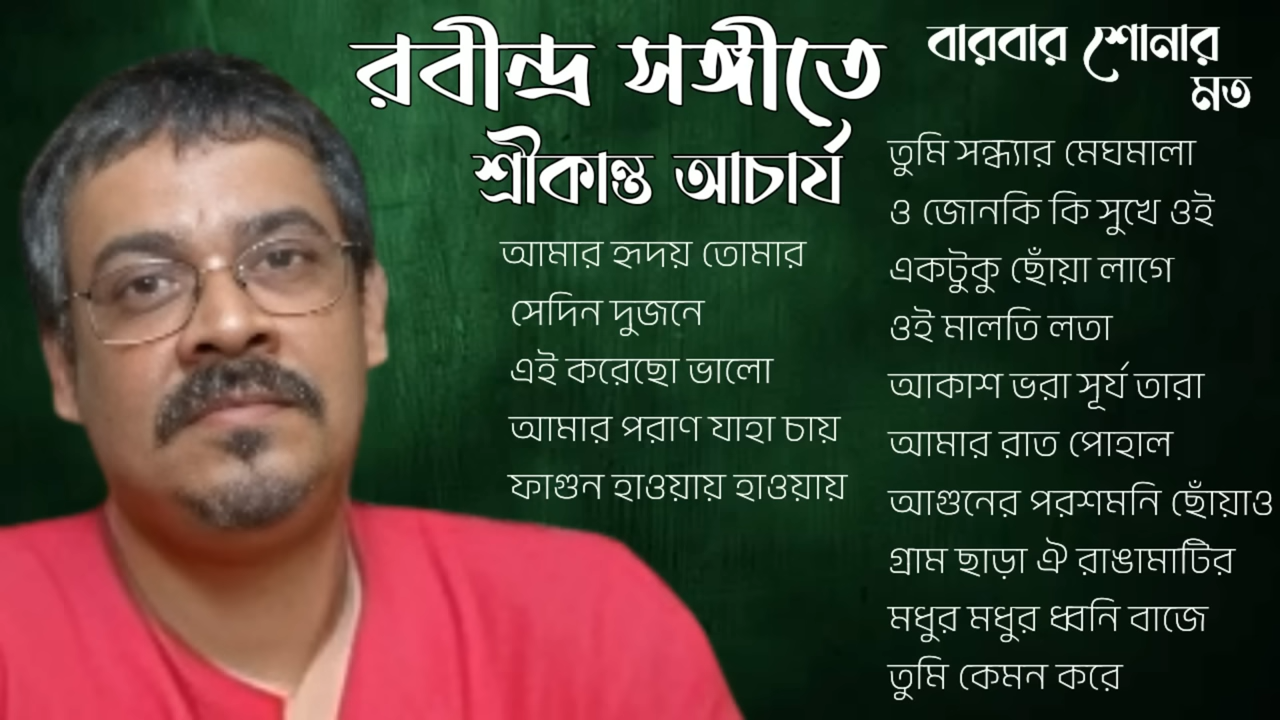 রবীন্দ্র সঙ্গীতে
শ্রীকান্ত আচার্য
আমার হৃদয় তোমার
সেদিন দুজনে
এই করেছো ভালো
আমার পরাণ যাহা চায়
ফাগুন হাওয়ায় হাওয়ায়
বারবার শোনার
মত
তুমি সন্ধ্যার মেঘমালা
ও জোনকি কি সুখে ওই
একটুকু ছোঁয়া লাগে
ওই মালতি লতা
আকাশ ভরা সূর্য তারা
আমার রাত পোহাল
আগুনের পরশমনি ছোঁয়াও
গ্রাম ছাড়া ঐ রাঙামাটির
মধুর মধুর ধ্বনি বাজে
তুমি কেমন করে